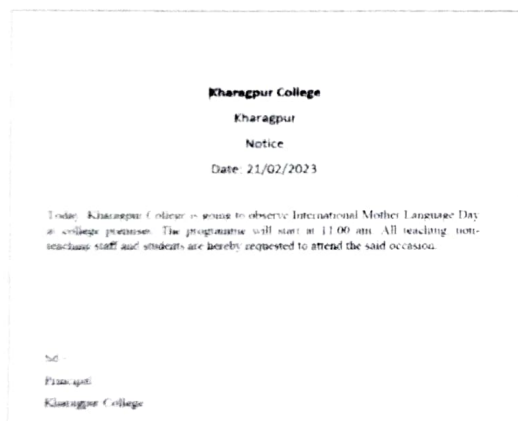 Kharagpur College
Kharagpur
Notice
Date: 21/02/2023
Today, Kharagpur College is going to observe International Mother Language Day
at college premises. The programme will start at 11.00 am. All teaching, non-
teaching staff and students are hereby requested to attend the said occasion.
Sd -
Principal
Kharagpur College